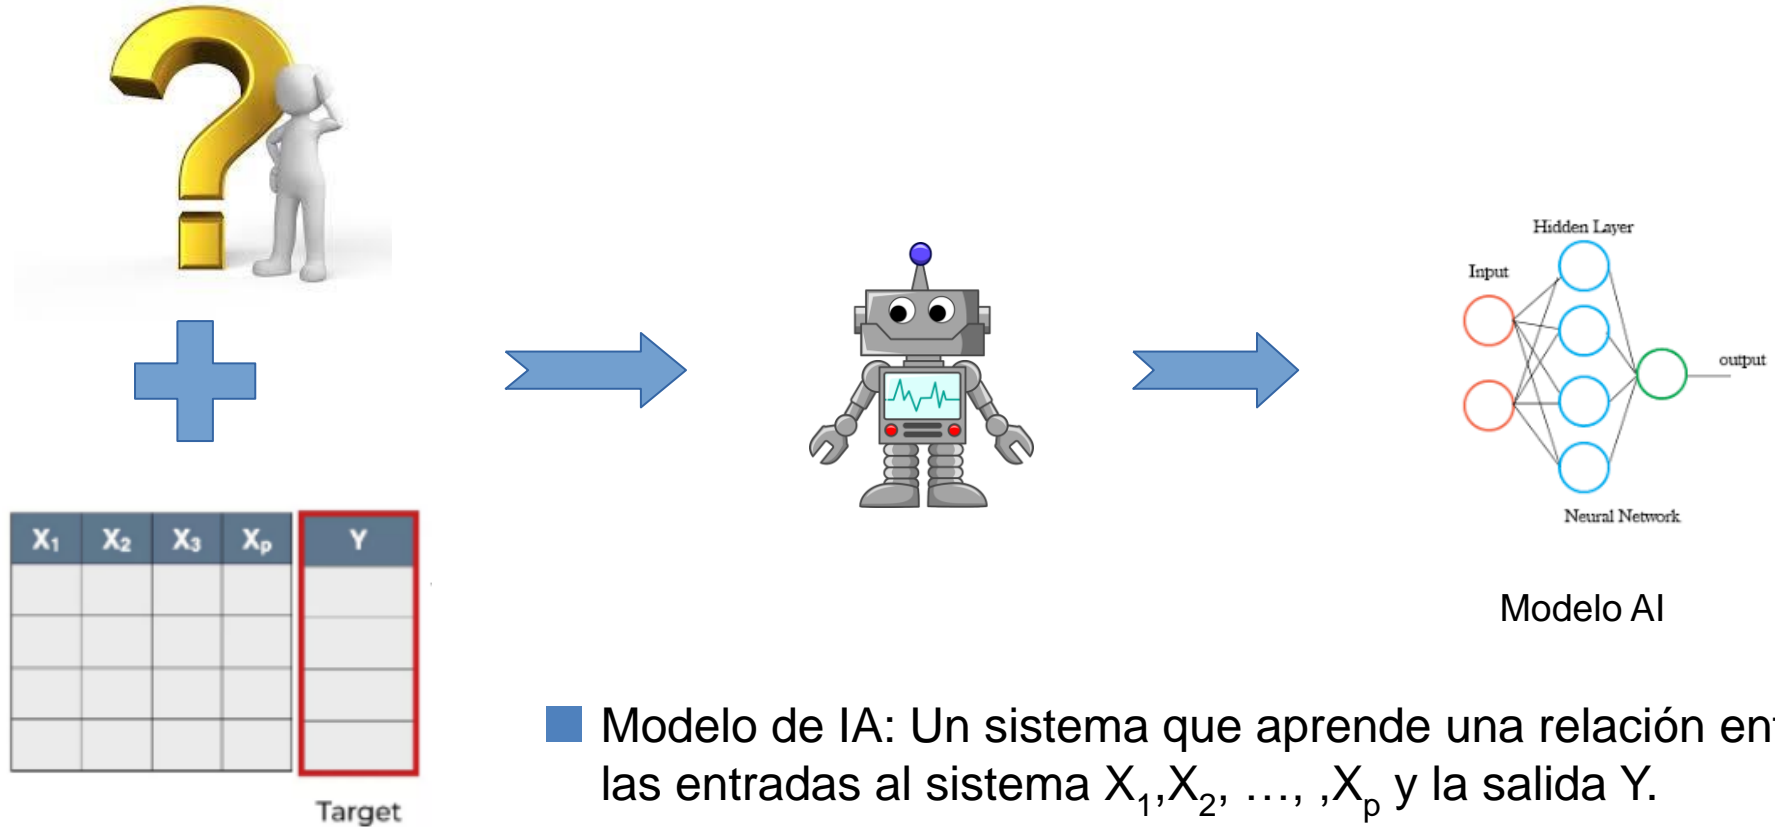 Hidden Layer
Input
output
Neural Network
Modelo AI
X₁ X₂ X₃ Xₚ Y
Target
Modelo de IA: Un sistema que aprende una relación
las entradas al sistema X₁,X₂, …, ,Xₚ y la salida Y.